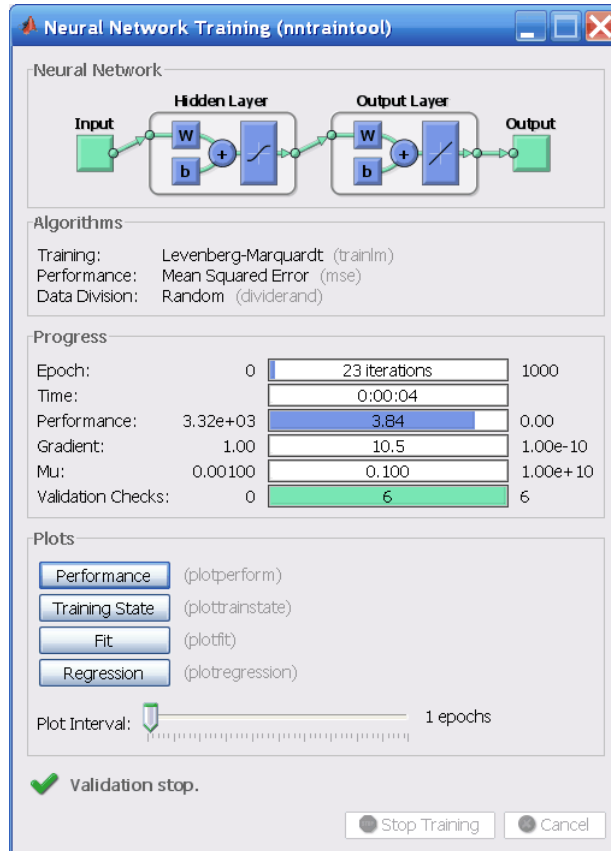 Neural Network Training (nntraintool)
Neural Network
Hidden Layer Output Layer
Input Output
W W
+ +
b b
Algorithms
Training: Levenberg-Marquardt (trainlm)
Performance: Mean Squared Error (mse)
Data Division: Random (dividerand)
Progress
Epoch: 0 23 iterations 1000
Time: 0:00:04
Performance: 3.32e+03 3.84 0.00
Gradient: 1.00 10.5 1.00e-10
Mu: 0.00100 0.100 1.00e+10
Validation Checks: 0 6 6
Plots
Performance (plotperform)
Training State (plottrainstate)
Fit (plotfit)
Regression (plotregression)
Plot Interval: 1 epochs
Validation stop.
Stop Training Cancel